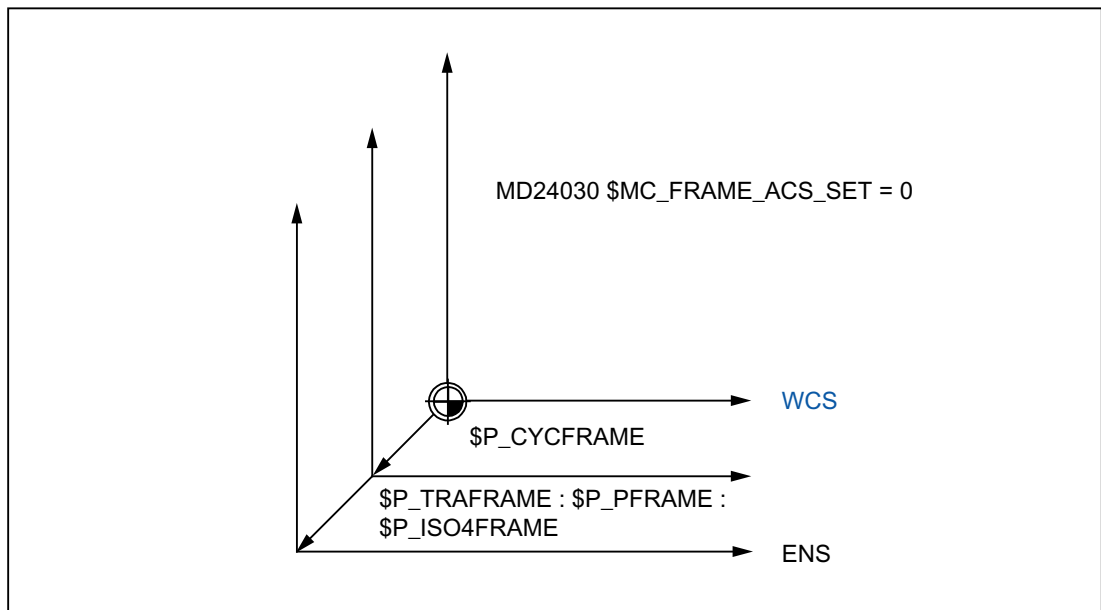 MD24030 $MC_FRAME_ACS_SET = 0
WCS
$P_CYCFRAME
$P_TRAFRAME : $P_PFRAME :
$P_ISO4FRAME
ENS